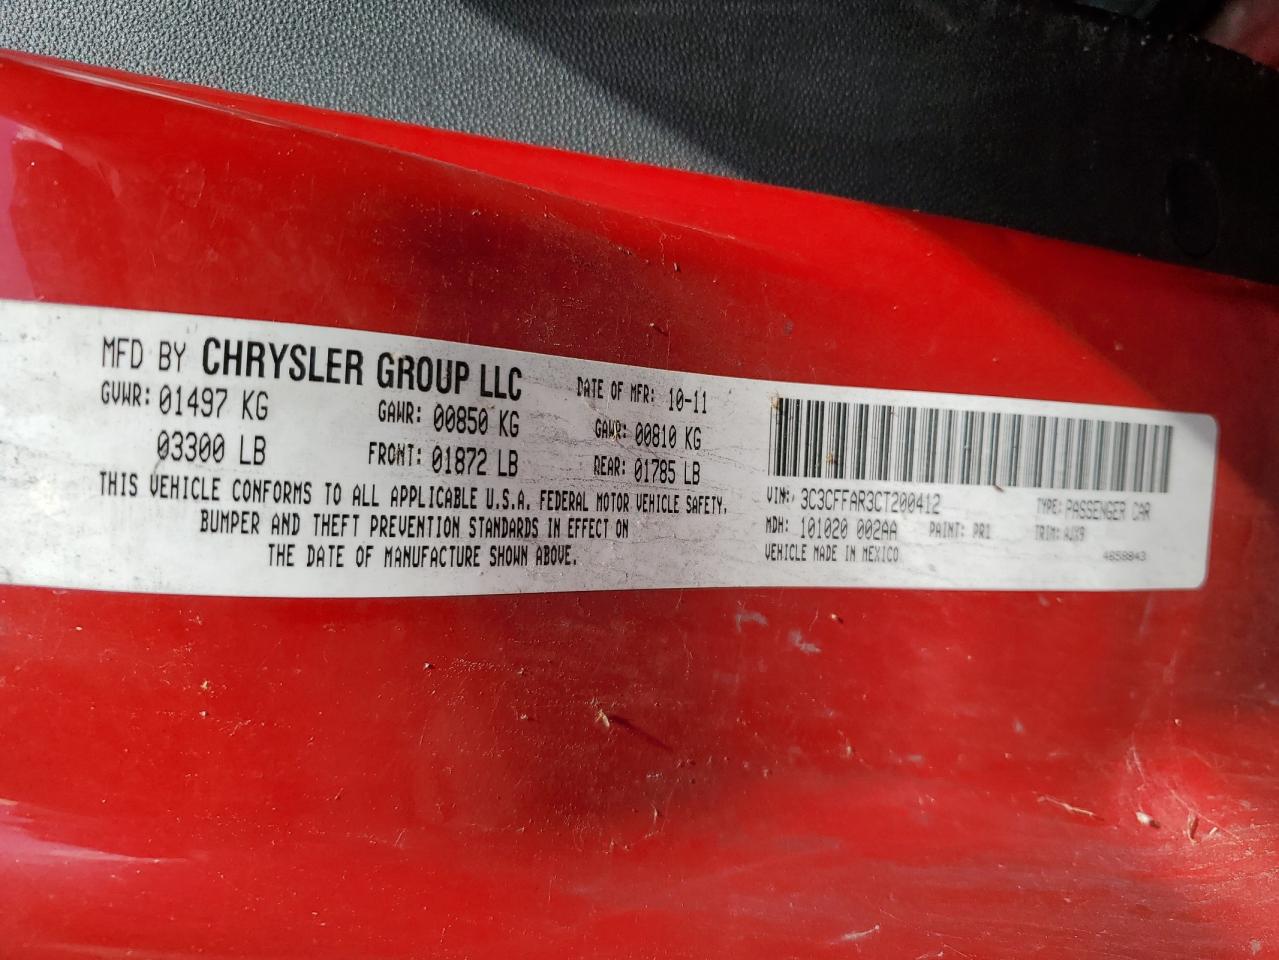 MFD BY CHRYSLER GROUP LLC DATE OF MFR: 10-11
GVWR: 01497 KG GAWR: 00850 KG GAWR: 00810 KG
03300 LB FRONT: 01872 LB REAR: 01785 LB
THIS VEHICLE CONFORMS TO ALL APPLICABLE U.S.A. FEDERAL MOTOR VEHICLE SAFETY,
BUMPER AND THEFT PREVENTION STANDARDS IN EFFECT ON
THE DATE OF MANUFACTURE SHOWN ABOVE.
VIN: 3C3CFFAR3CT200412 TYPE: PASSENGER CAR
MDH: 101020 002AA PAINT: PR1 TRIM: AJX9
VEHICLE MADE IN MEXICO 4658843